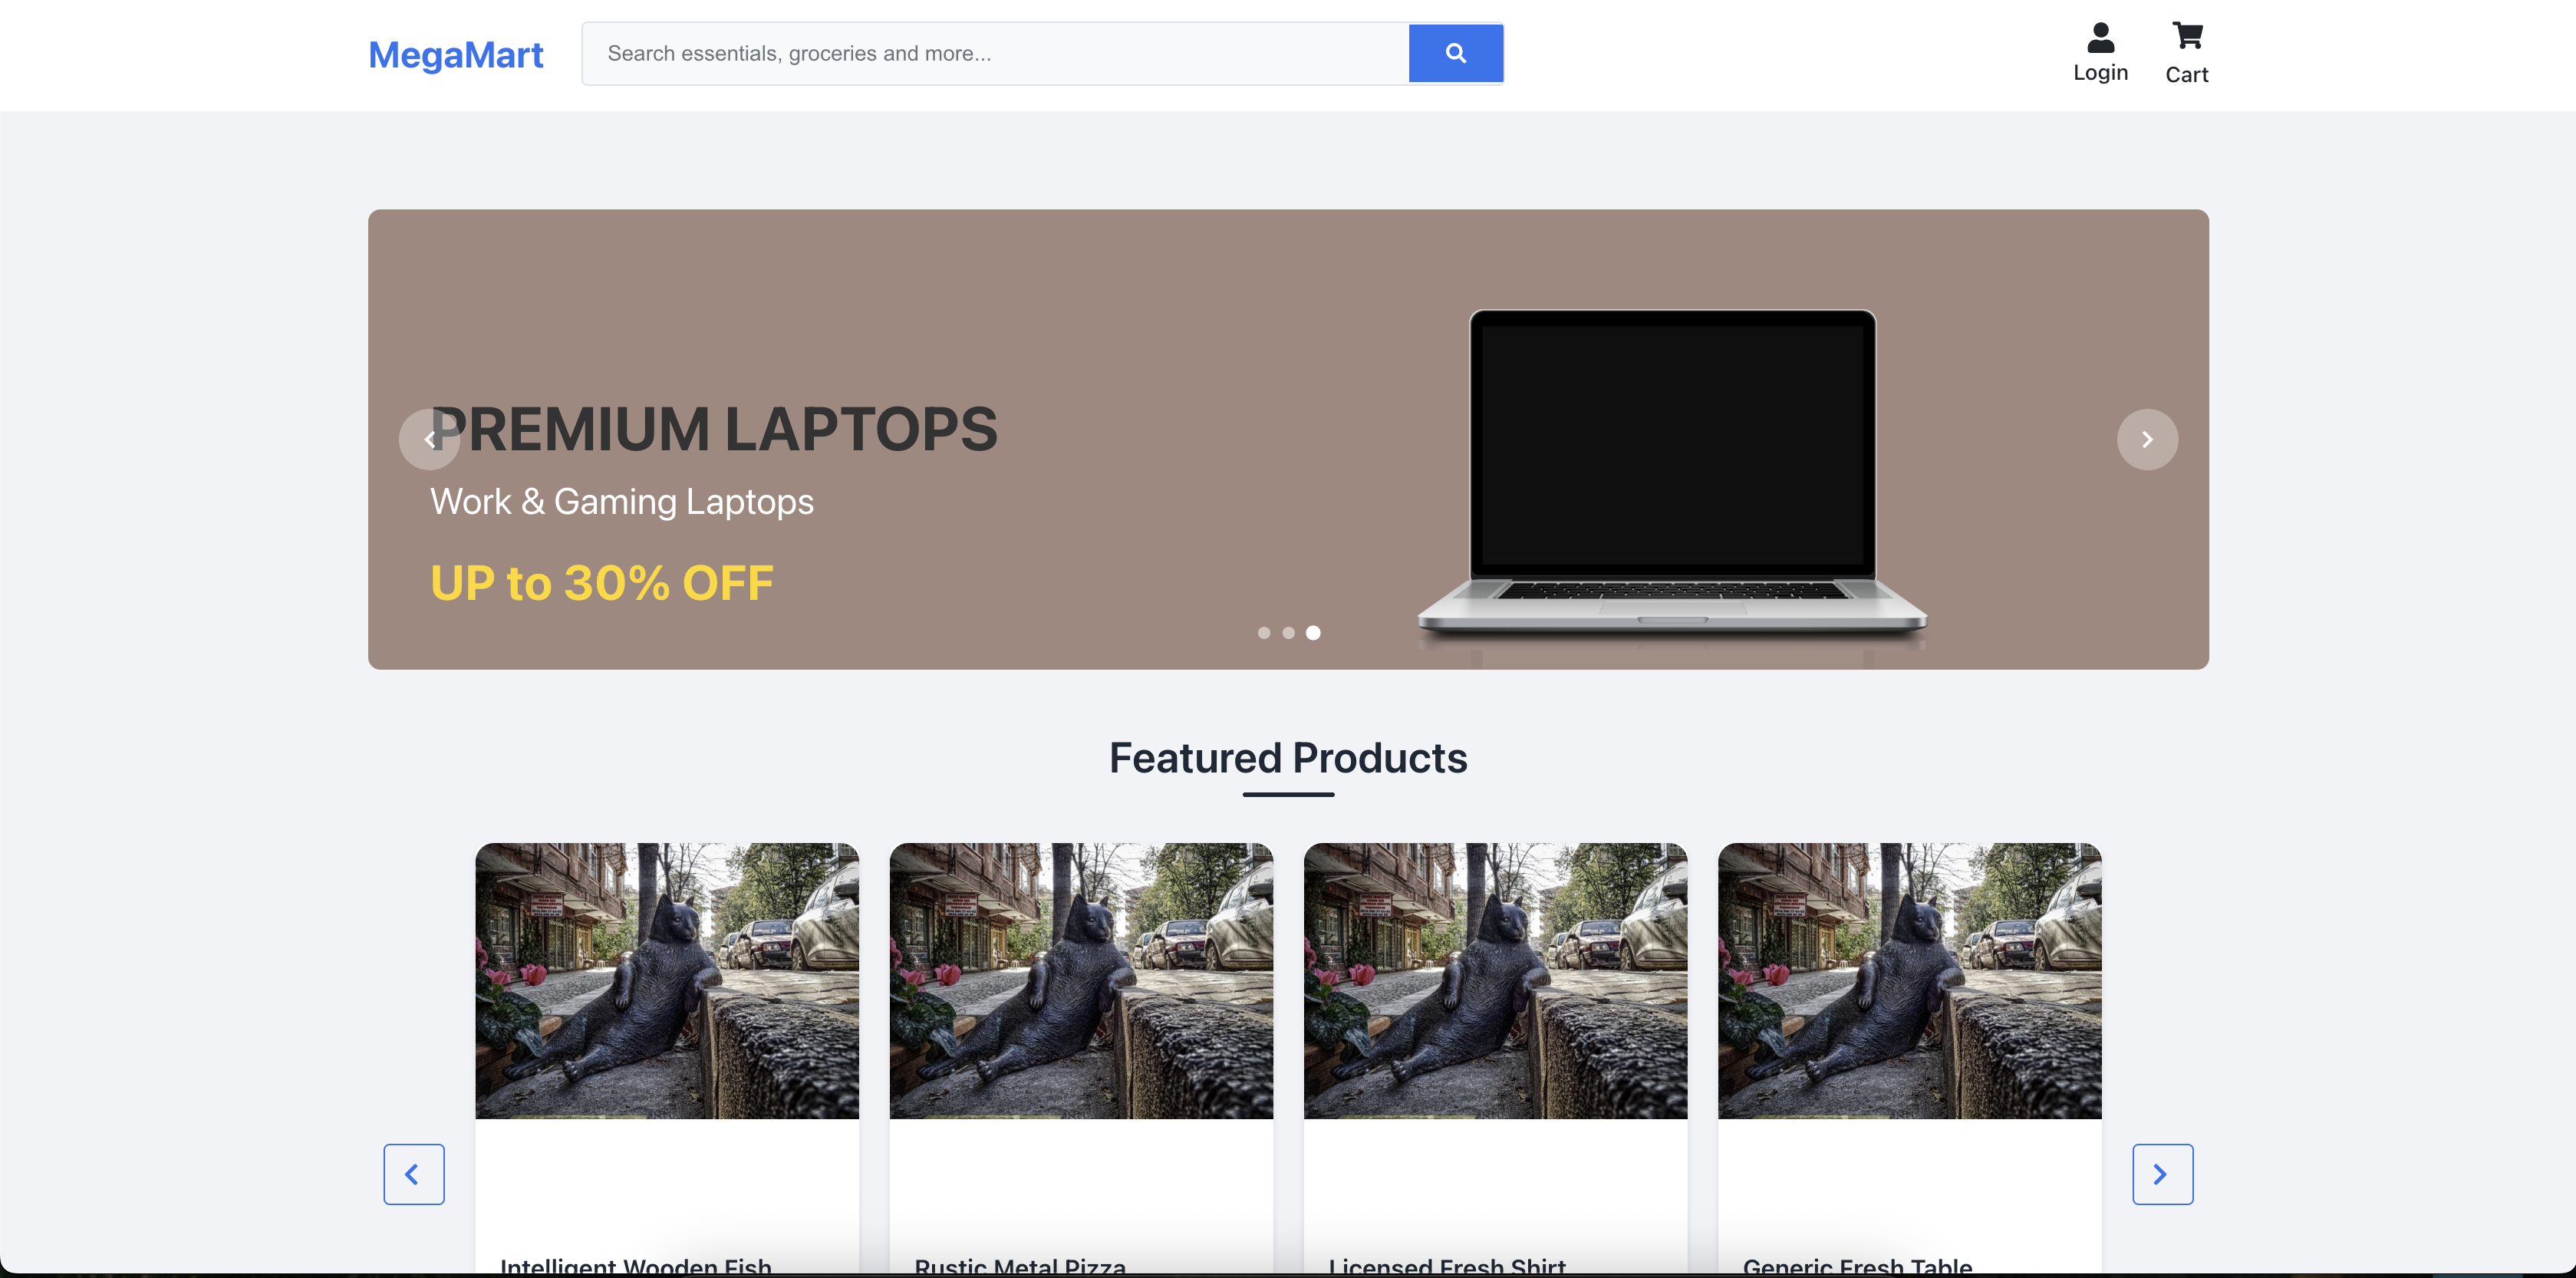 MegaMart
Search essentials, groceries and more...
Login
Cart
PREMIUM LAPTOPS
Work & Gaming Laptops
UP to 30% OFF
Featured Products
Intelligent Wooden Fish
Rustic Metal Pizza
Licensed Fresh Shirt
Generic Fresh Table